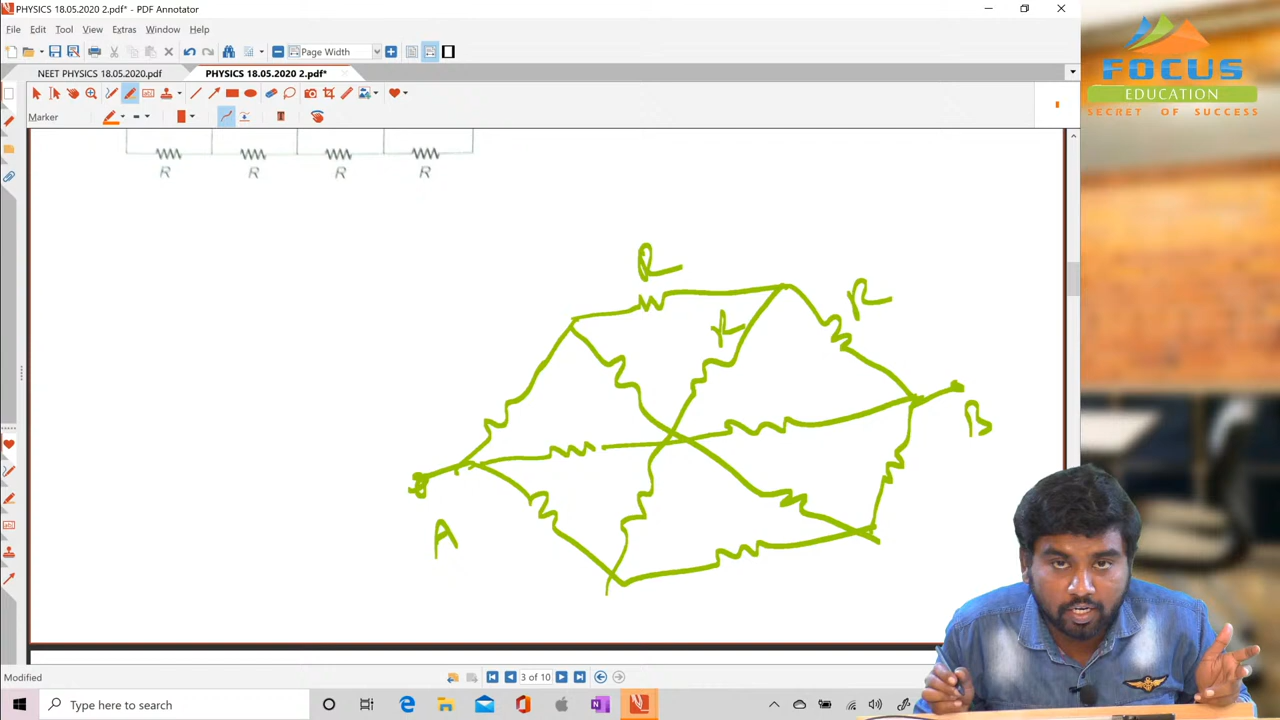 PHYSICS 18.05.2020 2.pdf* - PDF Annotator
File Edit Tool View Extras Window Help
Page Width
NEET PHYSICS 18.05.2020.pdf
PHYSICS 18.05.2020 2.pdf*
Marker
T
FOCUS
EDUCATION
SECRET OF SUCCESS
R R R R
R
R
R
B
A
Modified
3 of 10
Type here to search